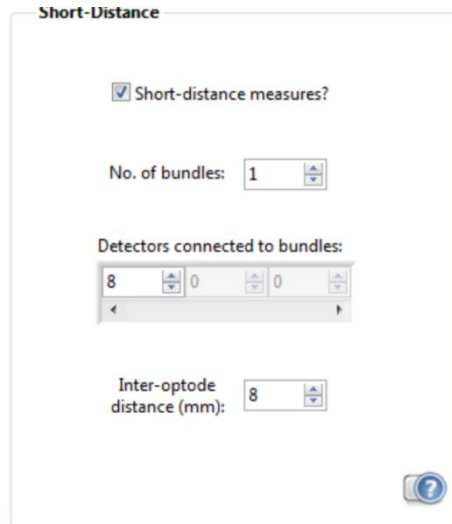 Short-Distance
Short-distance measures?
No. of bundles: 1
Detectors connected to bundles:
8 0 0
Inter-optode
distance (mm): 8
?